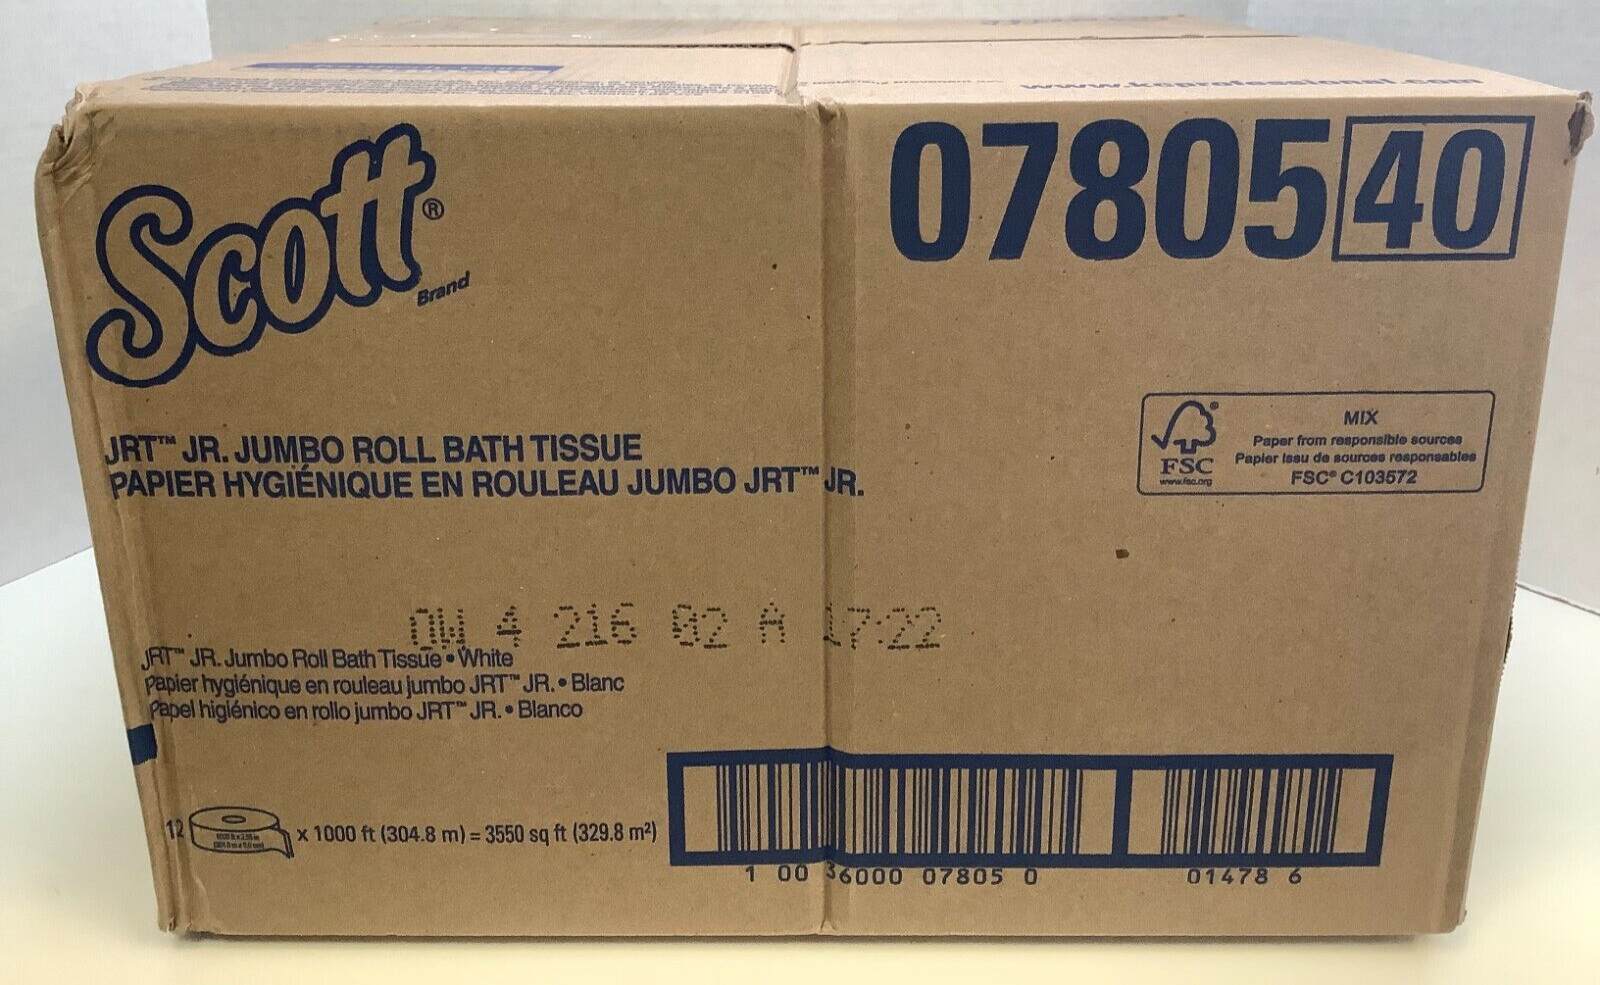 www.kcprofessional.com
Scott®
Brand
07805 40
JRT™ JR. JUMBO ROLL BATH TISSUE
PAPIER HYGIÉNIQUE EN ROULEAU JUMBO JRT™ JR.
MIX
Paper from responsible sources
Papier issu de sources responsables
FSC® C103572
FSC
www.fsc.org
OW 4 216 02 A 17:22
JRT™ JR. Jumbo Roll Bath Tissue • White
Papier hygiénique en rouleau jumbo JRT™ JR. • Blanc
Papel higiénico en rollo jumbo JRT™ JR. • Blanco
12 x 1000 ft (304.8 m) = 3550 sq ft (329.8 m²)
1 00 36000 07805 0
01478 6